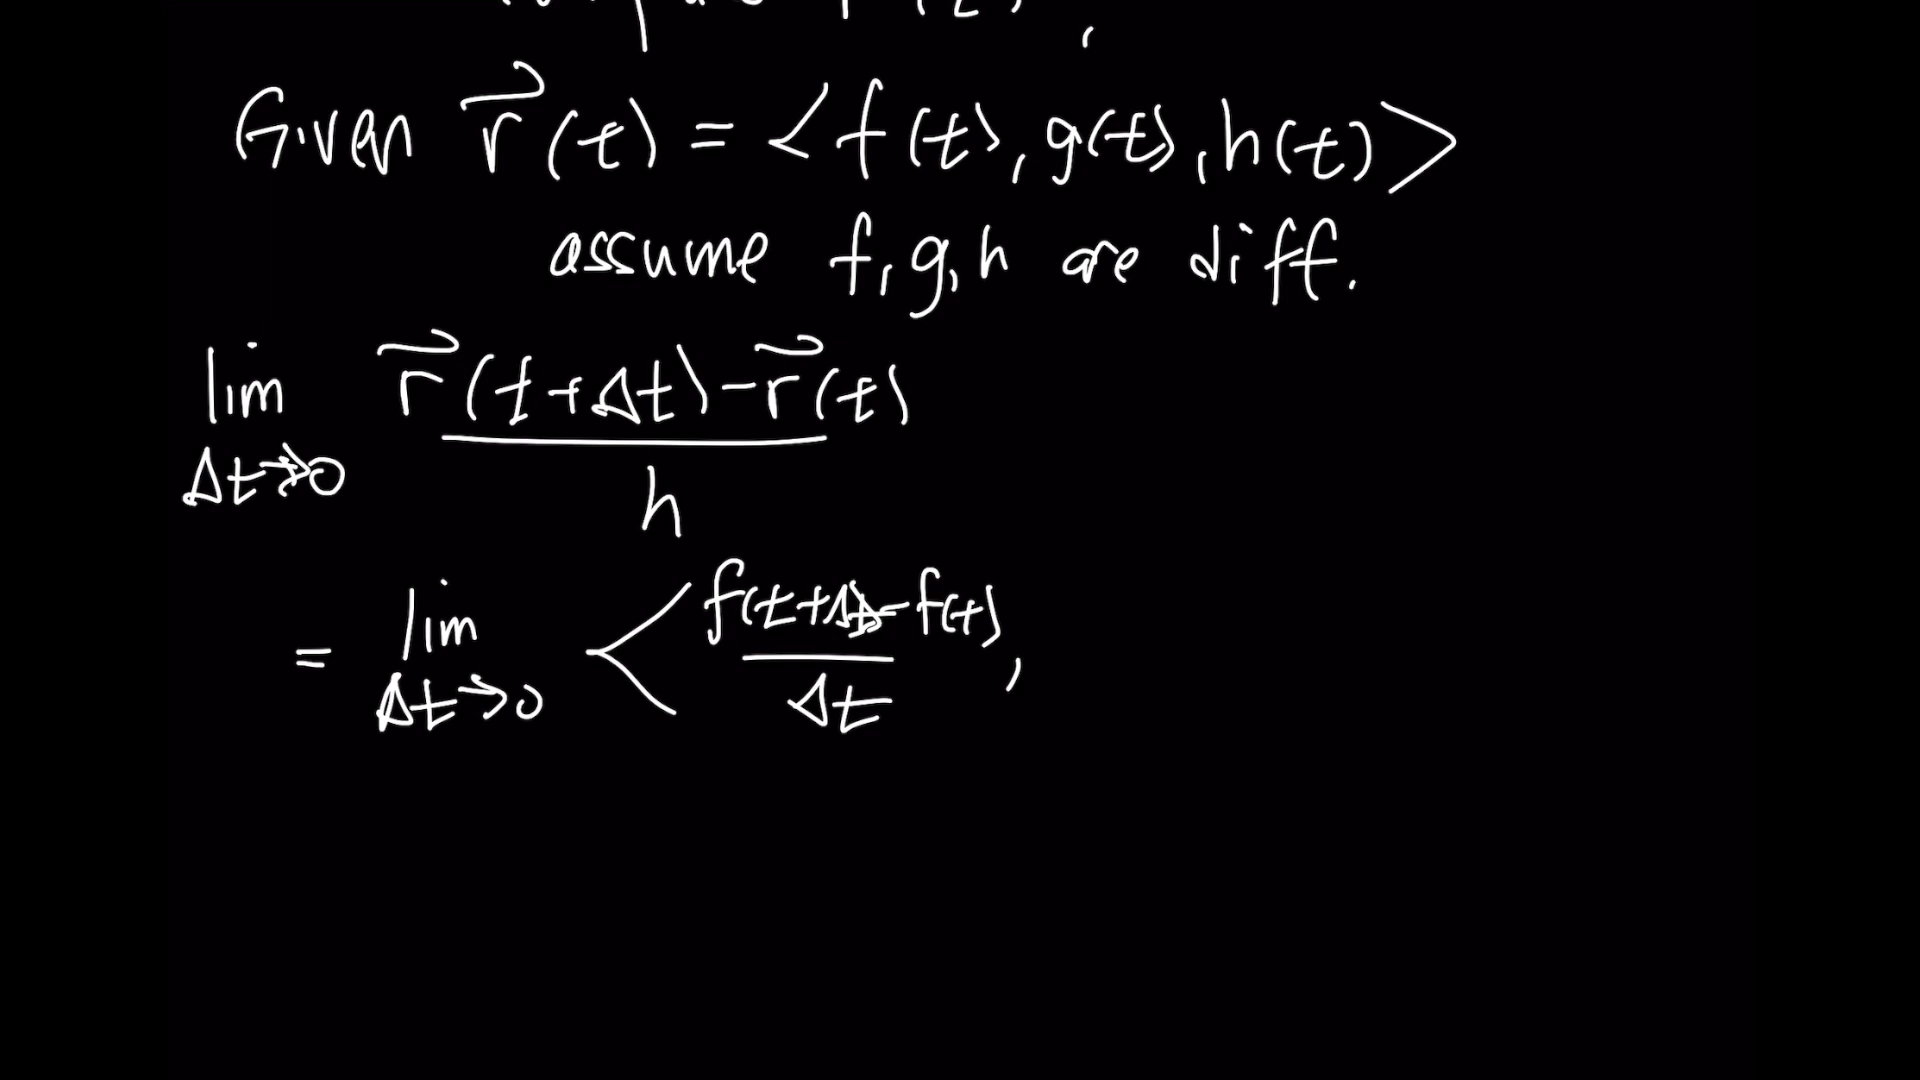 Given r⃗(t) = <f(t), g(t), h(t)>
assume f, g, h are diff.
lim r⃗(t+Δt)-r⃗(t)
Δt→0 h
= lim < f(t+Δt)-f(t),
Δt→0 Δt